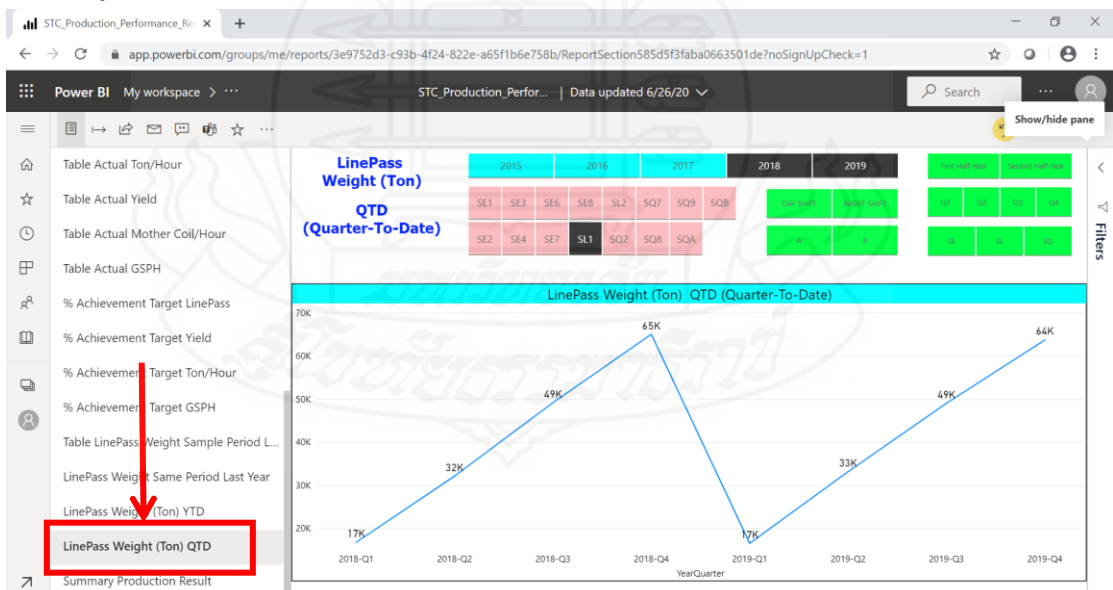 STC_Production_Performance_Re
app.powerbi.com/groups/me/reports/3e9752d3-c93b-4f24-822e-a65f1b6e758b/ReportSection585d5f3faba0663501de?noSignUpCheck=1
Power BI My workspace > ···
STC_Production_Perfor... | Data updated 6/26/20
Search
Show/hide pane
Table Actual Ton/Hour
Table Actual Yield
Table Actual Mother Coil/Hour
Table Actual GSPH
% Achievement Target LinePass
% Achievement Target Yield
% Achievement Target Ton/Hour
% Achievement Target GSPH
Table LinePass Weight Sample Period L...
LinePass Weight Same Period Last Year
LinePass Weight (Ton) YTD
LinePass Weight (Ton) QTD
Summary Production Result
LinePass
Weight (Ton)
QTD
(Quarter-To-Date)
2015 2016 2017 2018 2019
SE1 SE3 SE6 SE8 SL2 SQ7 SQ9 SQB
SE2 SE4 SE7 SL1 SQ2 SQ8 SQA
DAY SHIFT NIGHT SHIFT
A B
First Half-Year Second Half-Year
Q1 Q2 Q3 Q4
SE SL SQ
Filters
LinePass Weight (Ton) QTD (Quarter-To-Date)
70K
60K
50K
40K
30K
20K
17K
32K
49K
65K
17K
33K
49K
64K
2018-Q1 2018-Q2 2018-Q3 2018-Q4 2019-Q1 2019-Q2 2019-Q3 2019-Q4
YearQuarter